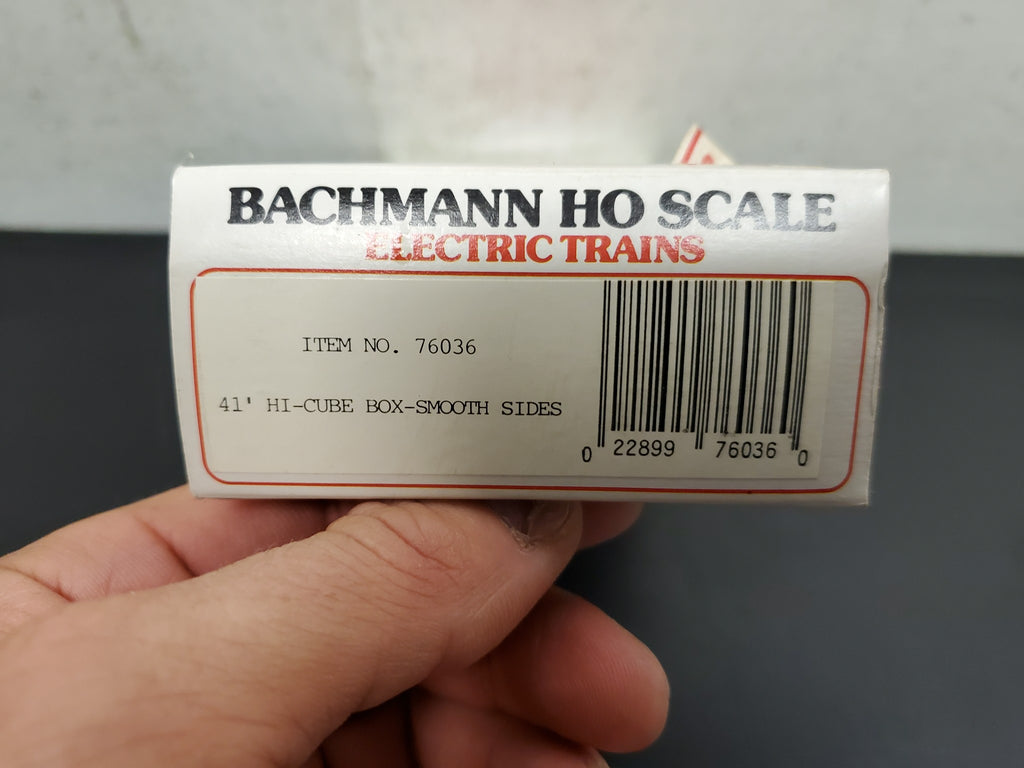 BACHMANN HO SCALE
ELECTRIC TRAINS
ITEM NO. 76036
41' HI-CUBE BOX-SMOOTH SIDES
0 22899 76036 0